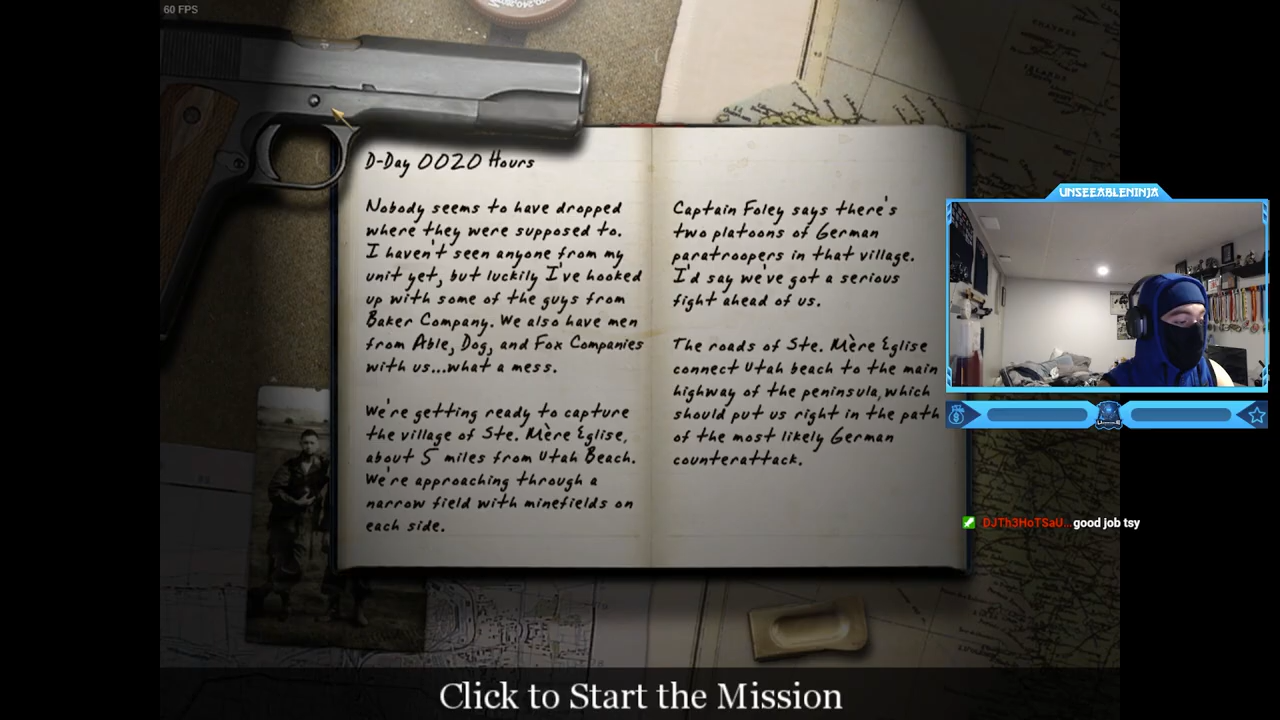 60 FPS
D-Day 0020 Hours
Nobody seems to have dropped
where they were supposed to.
I haven't seen anyone from my
unit yet, but luckily I've hooked
up with some of the guys from
Baker Company. We also have men
from Able, Dog, and Fox Companies
with us...what a mess.
We're getting ready to capture
the village of Ste. Mère Église,
about 5 miles from Utah Beach.
We're approaching through a
narrow field with minefields on
each side.
Captain Foley says there's
two platoons of German
paratroopers in that village.
I'd say we've got a serious
fight ahead of us.
The roads of Ste. Mère Église
connect Utah beach to the main
highway of the peninsula, which
should put us right in the path
of the most likely German
counterattack.
UNSEEABLENINJA
DJTh3HoTSaU... good job tsy
Click to Start the Mission